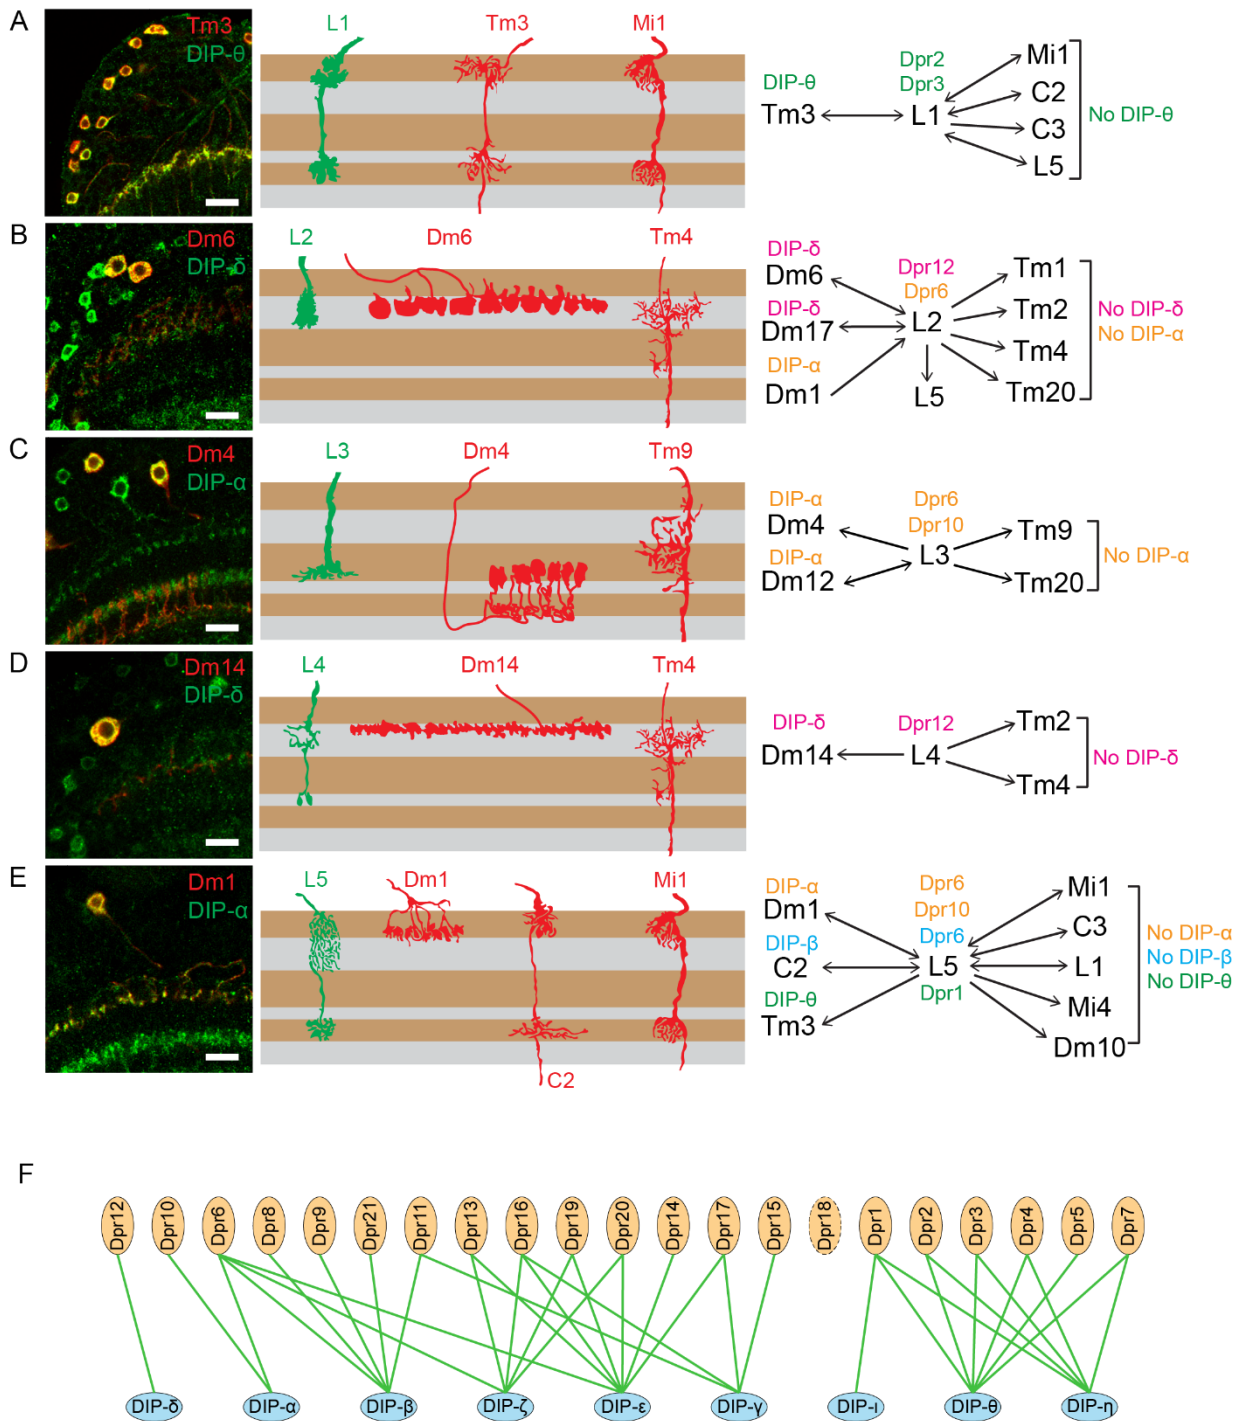 A
Tm3
DIP-θ
L1
Tm3
Mi1
DIP-θ
Tm3
Dpr2
Dpr3
L1
Mi1
C2
C3
L5
No DIP-θ
B
Dm6
DIP-δ
L2
Dm6
Tm4
DIP-δ
Dm6
DIP-δ
Dm17
DIP-α
Dm1
Dpr12
Dpr6
L2
L5
Tm1
Tm2
Tm4
Tm20
No DIP-δ
No DIP-α
C
Dm4
DIP-α
L3
Dm4
Tm9
DIP-α
Dm4
DIP-α
Dm12
Dpr6
Dpr10
L3
Tm9
Tm20
No DIP-α
D
Dm14
DIP-δ
L4
Dm14
Tm4
DIP-δ
Dm14
Dpr12
L4
Tm2
Tm4
No DIP-δ
E
Dm1
DIP-α
L5
Dm1
C2
Mi1
DIP-α
Dm1
DIP-β
C2
DIP-θ
Tm3
Dpr6
Dpr10
Dpr6
L5
Dpr1
Mi1
C3
L1
Mi4
Dm10
No DIP-α
No DIP-β
No DIP-θ
F
Dpr12
Dpr10
Dpr6
Dpr8
Dpr9
Dpr21
Dpr11
Dpr13
Dpr16
Dpr19
Dpr20
Dpr14
Dpr17
Dpr15
Dpr18
Dpr1
Dpr2
Dpr3
Dpr4
Dpr5
Dpr7
DIP-δ
DIP-α
DIP-β
DIP-ζ
DIP-ε
DIP-γ
DIP-ι
DIP-θ
DIP-η